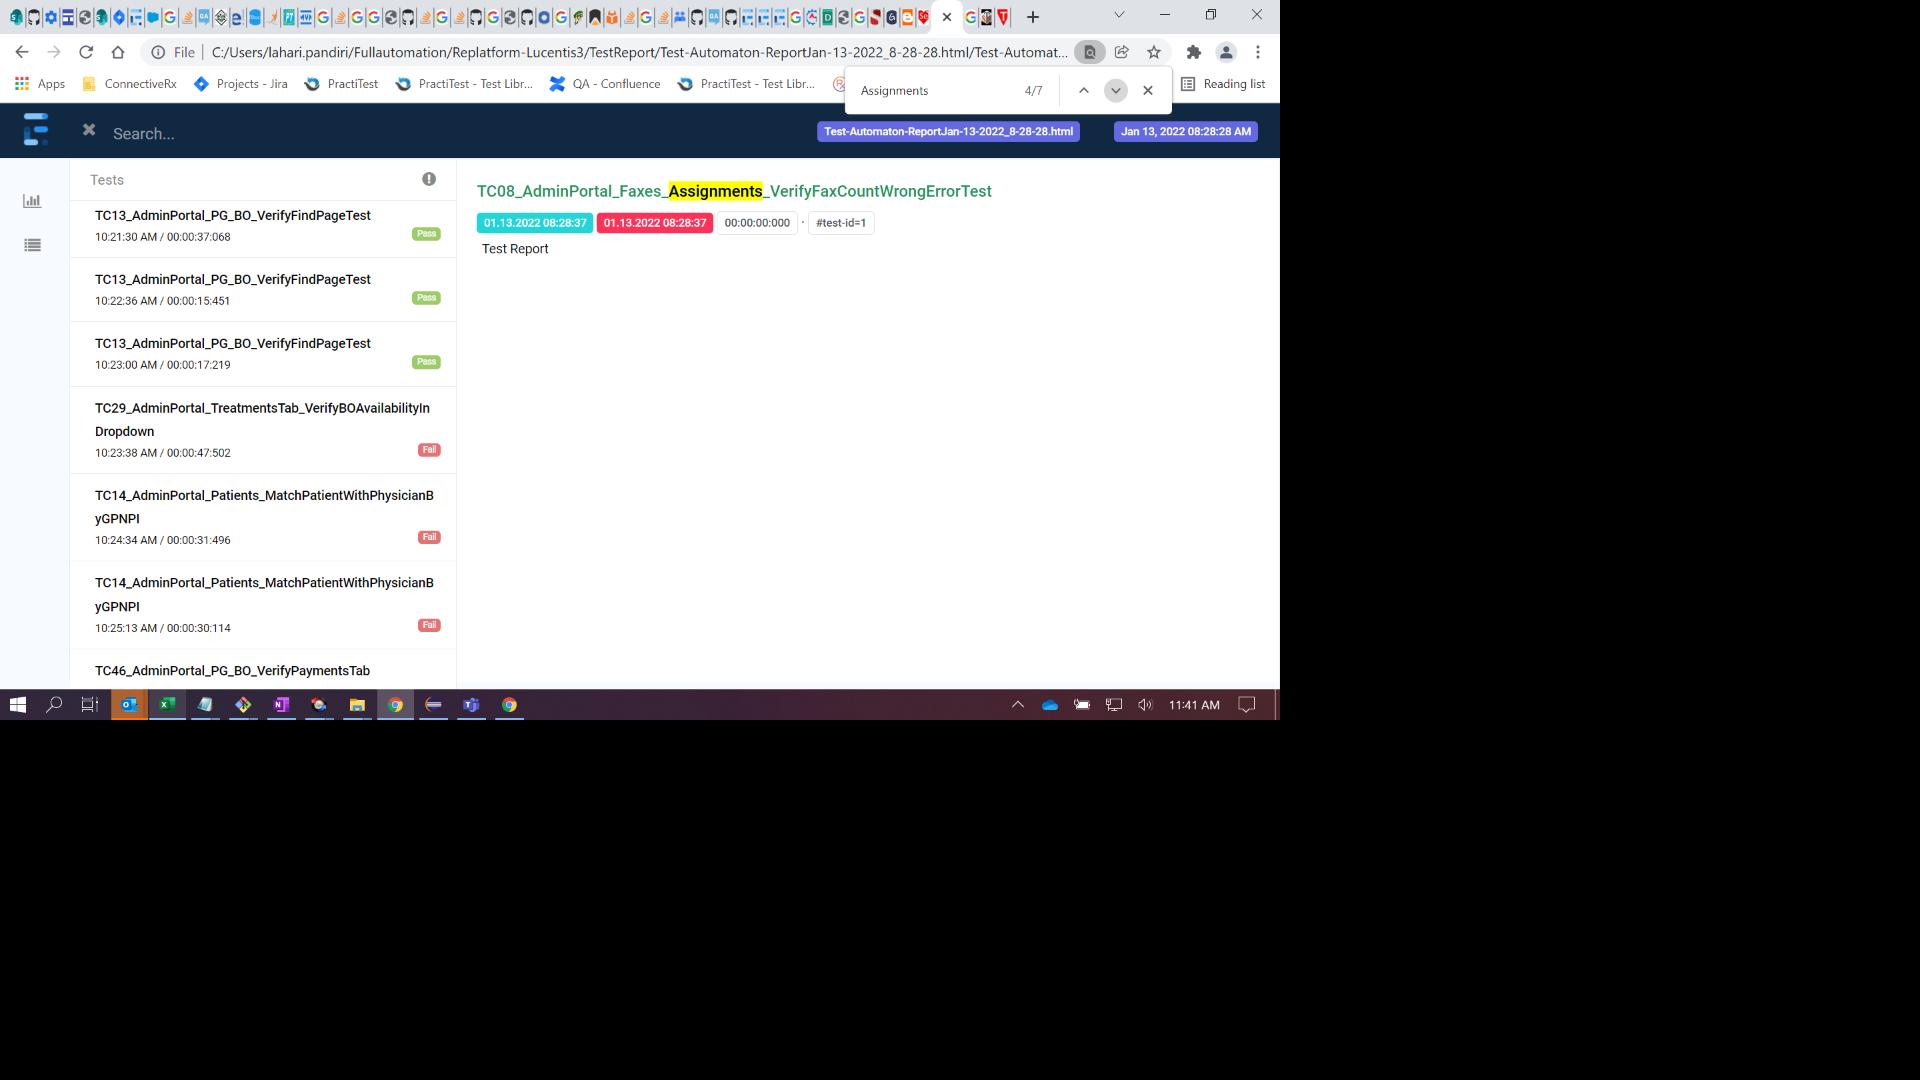 File
C:/Users/lahari.pandiri/Fullautomation/Replatform-Lucentis3/TestReport/Test-Automaton-ReportJan-13-2022_8-28-28.html/Test-Automat...
Apps
ConnectiveRx
Projects - Jira
PractiTest
PractiTest - Test Libr...
QA - Confluence
PractiTest - Test Libr...
Assignments
4/7
Reading list
Search...
Test-Automaton-ReportJan-13-2022_8-28-28.html
Jan 13, 2022 08:28:28 AM
Tests
TC13_AdminPortal_PG_BO_VerifyFindPageTest
10:21:30 AM / 00:00:37:068
Pass
TC13_AdminPortal_PG_BO_VerifyFindPageTest
10:22:36 AM / 00:00:15:451
Pass
TC13_AdminPortal_PG_BO_VerifyFindPageTest
10:23:00 AM / 00:00:17:219
Pass
TC29_AdminPortal_TreatmentsTab_VerifyBOAvailabilityIn
Dropdown
10:23:38 AM / 00:00:47:502
Fail
TC14_AdminPortal_Patients_MatchPatientWithPhysicianB
yGPNPI
10:24:34 AM / 00:00:31:496
Fail
TC14_AdminPortal_Patients_MatchPatientWithPhysicianB
yGPNPI
10:25:13 AM / 00:00:30:114
Fail
TC46_AdminPortal_PG_BO_VerifyPaymentsTab
TC08_AdminPortal_Faxes_Assignments_VerifyFaxCountWrongErrorTest
01.13.2022 08:28:37
01.13.2022 08:28:37
00:00:00:000
·
#test-id=1
Test Report
11:41 AM